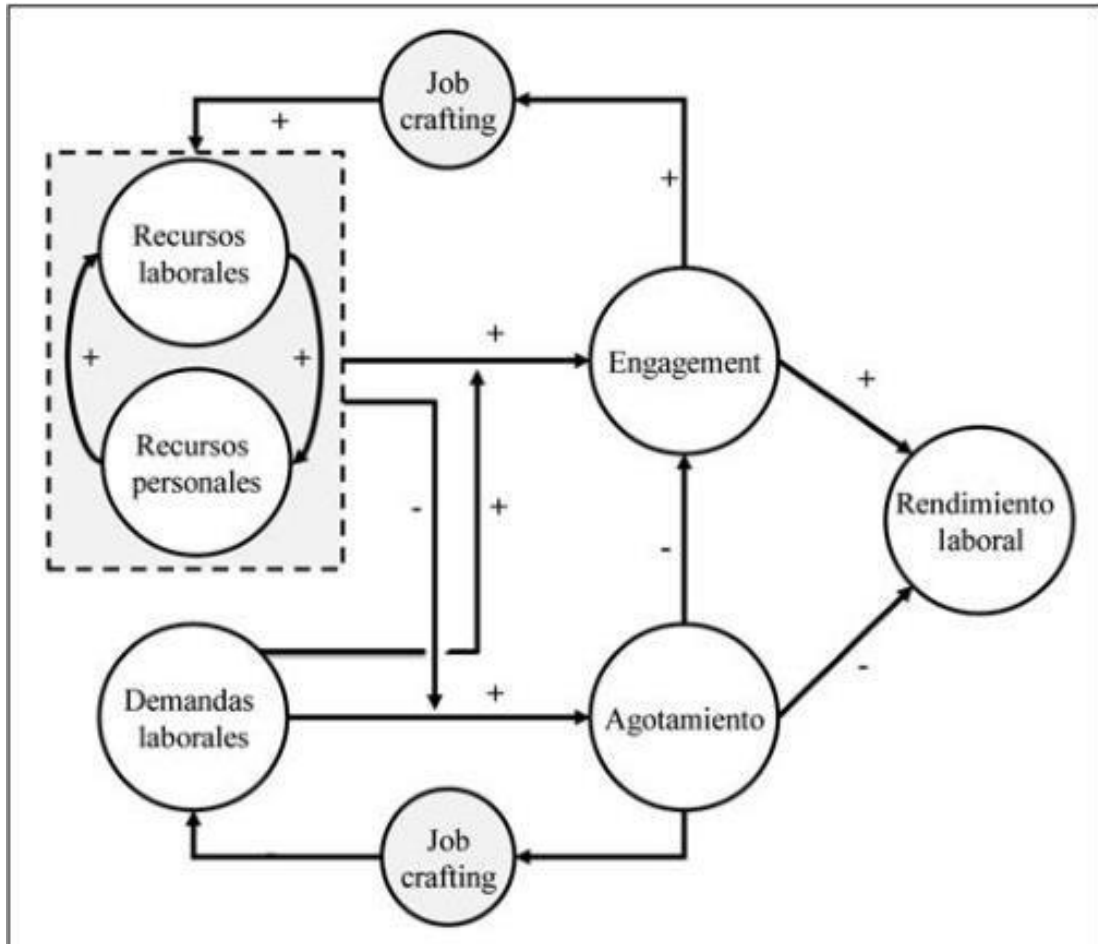 Job
crafting
+
+
Recursos
laborales
+
+
+
Engagement
+
Recursos
personales
-
+
-
Rendimiento
laboral
-
Demandas
laborales
+
Agotamiento
Job
crafting
-